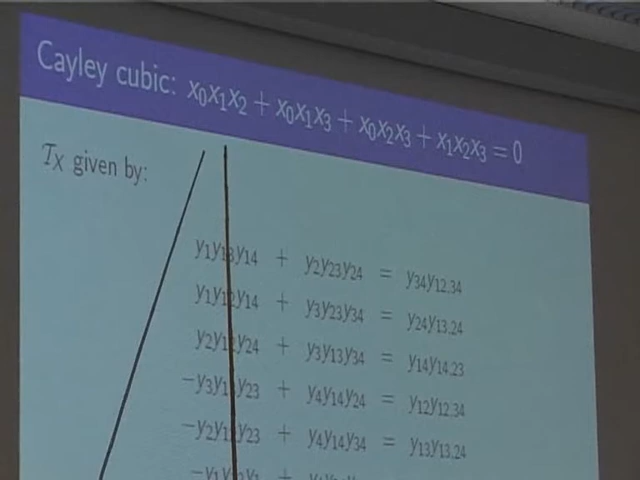 Cayley cubic: x₀x₁x₂ + x₀x₁x₃ + x₀x₂x₃ + x₁x₂x₃ = 0
𝒯X given by:
y₁y₁₃y₁₄ + y₂y₂₃y₂₄ = y₃₄y₁₂.₃₄
y₁y₁₂y₁₄ + y₃y₂₃y₃₄ = y₂₄y₁₃.₂₄
y₂y₁₂y₂₄ + y₃y₁₃y₃₄ = y₁₄y₁₄.₂₃
−y₃y₁₃y₂₃ + y₄y₁₄y₂₄ = y₁₂y₁₂.₃₄
−y₂y₁₂y₂₃ + y₄y₁₄y₃₄ = y₁₃y₁₃.₂₄